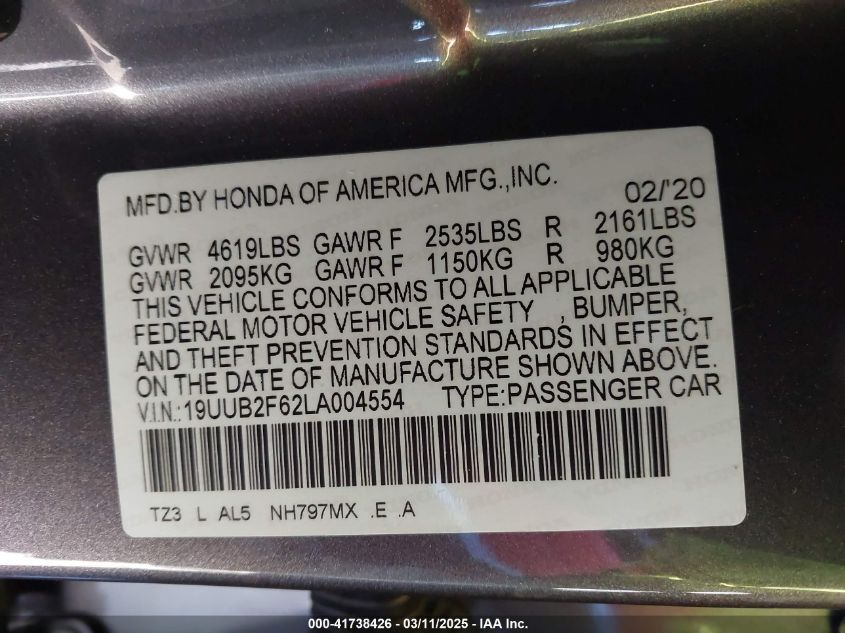 MFD.BY HONDA OF AMERICA MFG.,INC. 02/'20
GVWR 4619LBS GAWR F 2535LBS R 2161LBS
GVWR 2095KG GAWR F 1150KG R 980KG
THIS VEHICLE CONFORMS TO ALL APPLICABLE
FEDERAL MOTOR VEHICLE SAFETY , BUMPER,
AND THEFT PREVENTION STANDARDS IN EFFECT
ON THE DATE OF MANUFACTURE SHOWN ABOVE.
V.I.N.:19UUB2F62LA004554 TYPE:PASSENGER CAR
TZ3 L AL5 NH797MX .E .A
000-41738426 - 03/11/2025 - IAA Inc.